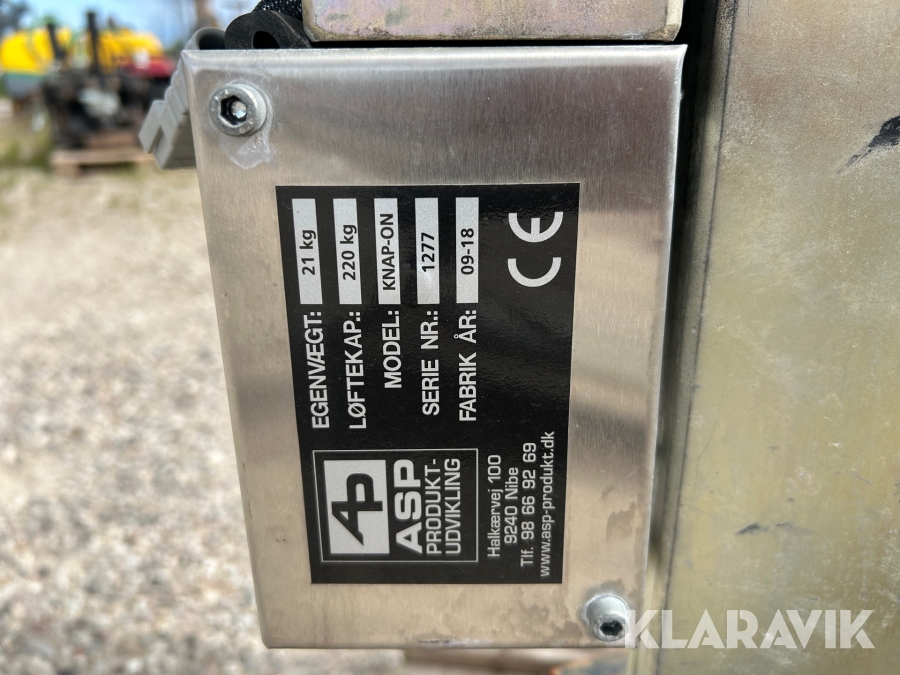 AP
ASP
PRODUKT-
UDVIKLING
Halkærvej 100
9240 Nibe
Tlf. 98 66 92 69
www.asp-produkt.dk
EGENVÆGT: 21 kg
LØFTEKAP.: 220 kg
MODEL: KNAP-ON
SERIE NR.: 1277
FABRIK ÅR: 09-18
CE
KLARAVIK